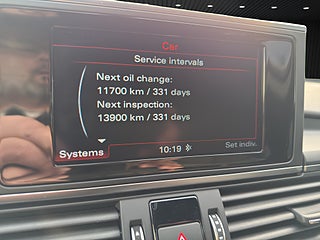 Car
Service intervals
Next oil change:
11700 km / 331 days
Next inspection:
13900 km / 331 days
Systems
10:19
Set indiv.